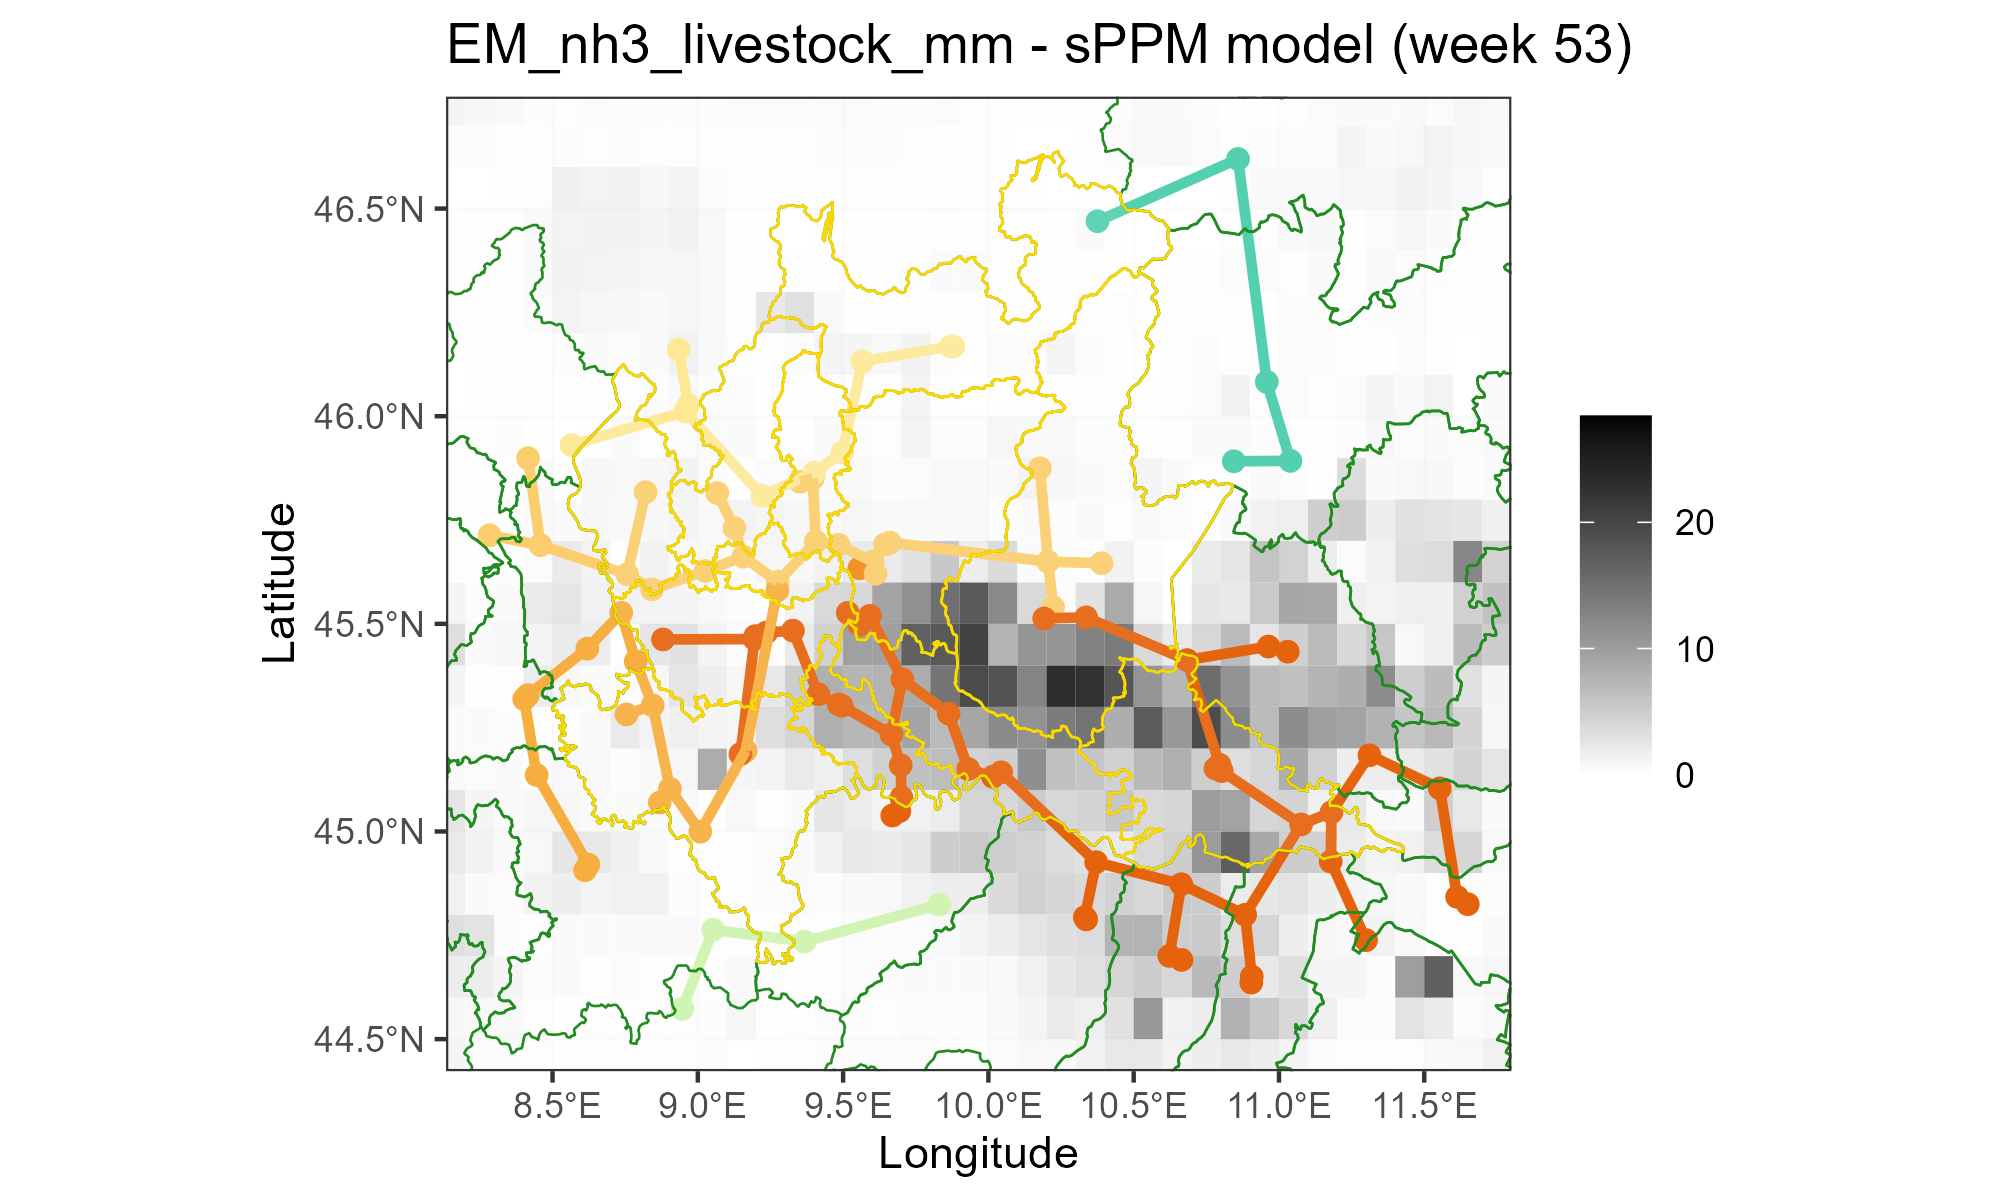 EM_nh3_livestock_mm - sPPM model (week 53)
46.5°N
46.0°N
45.5°N
45.0°N
44.5°N
Latitude
8.5°E 9.0°E 9.5°E 10.0°E 10.5°E 11.0°E 11.5°E
Longitude
20
10
0